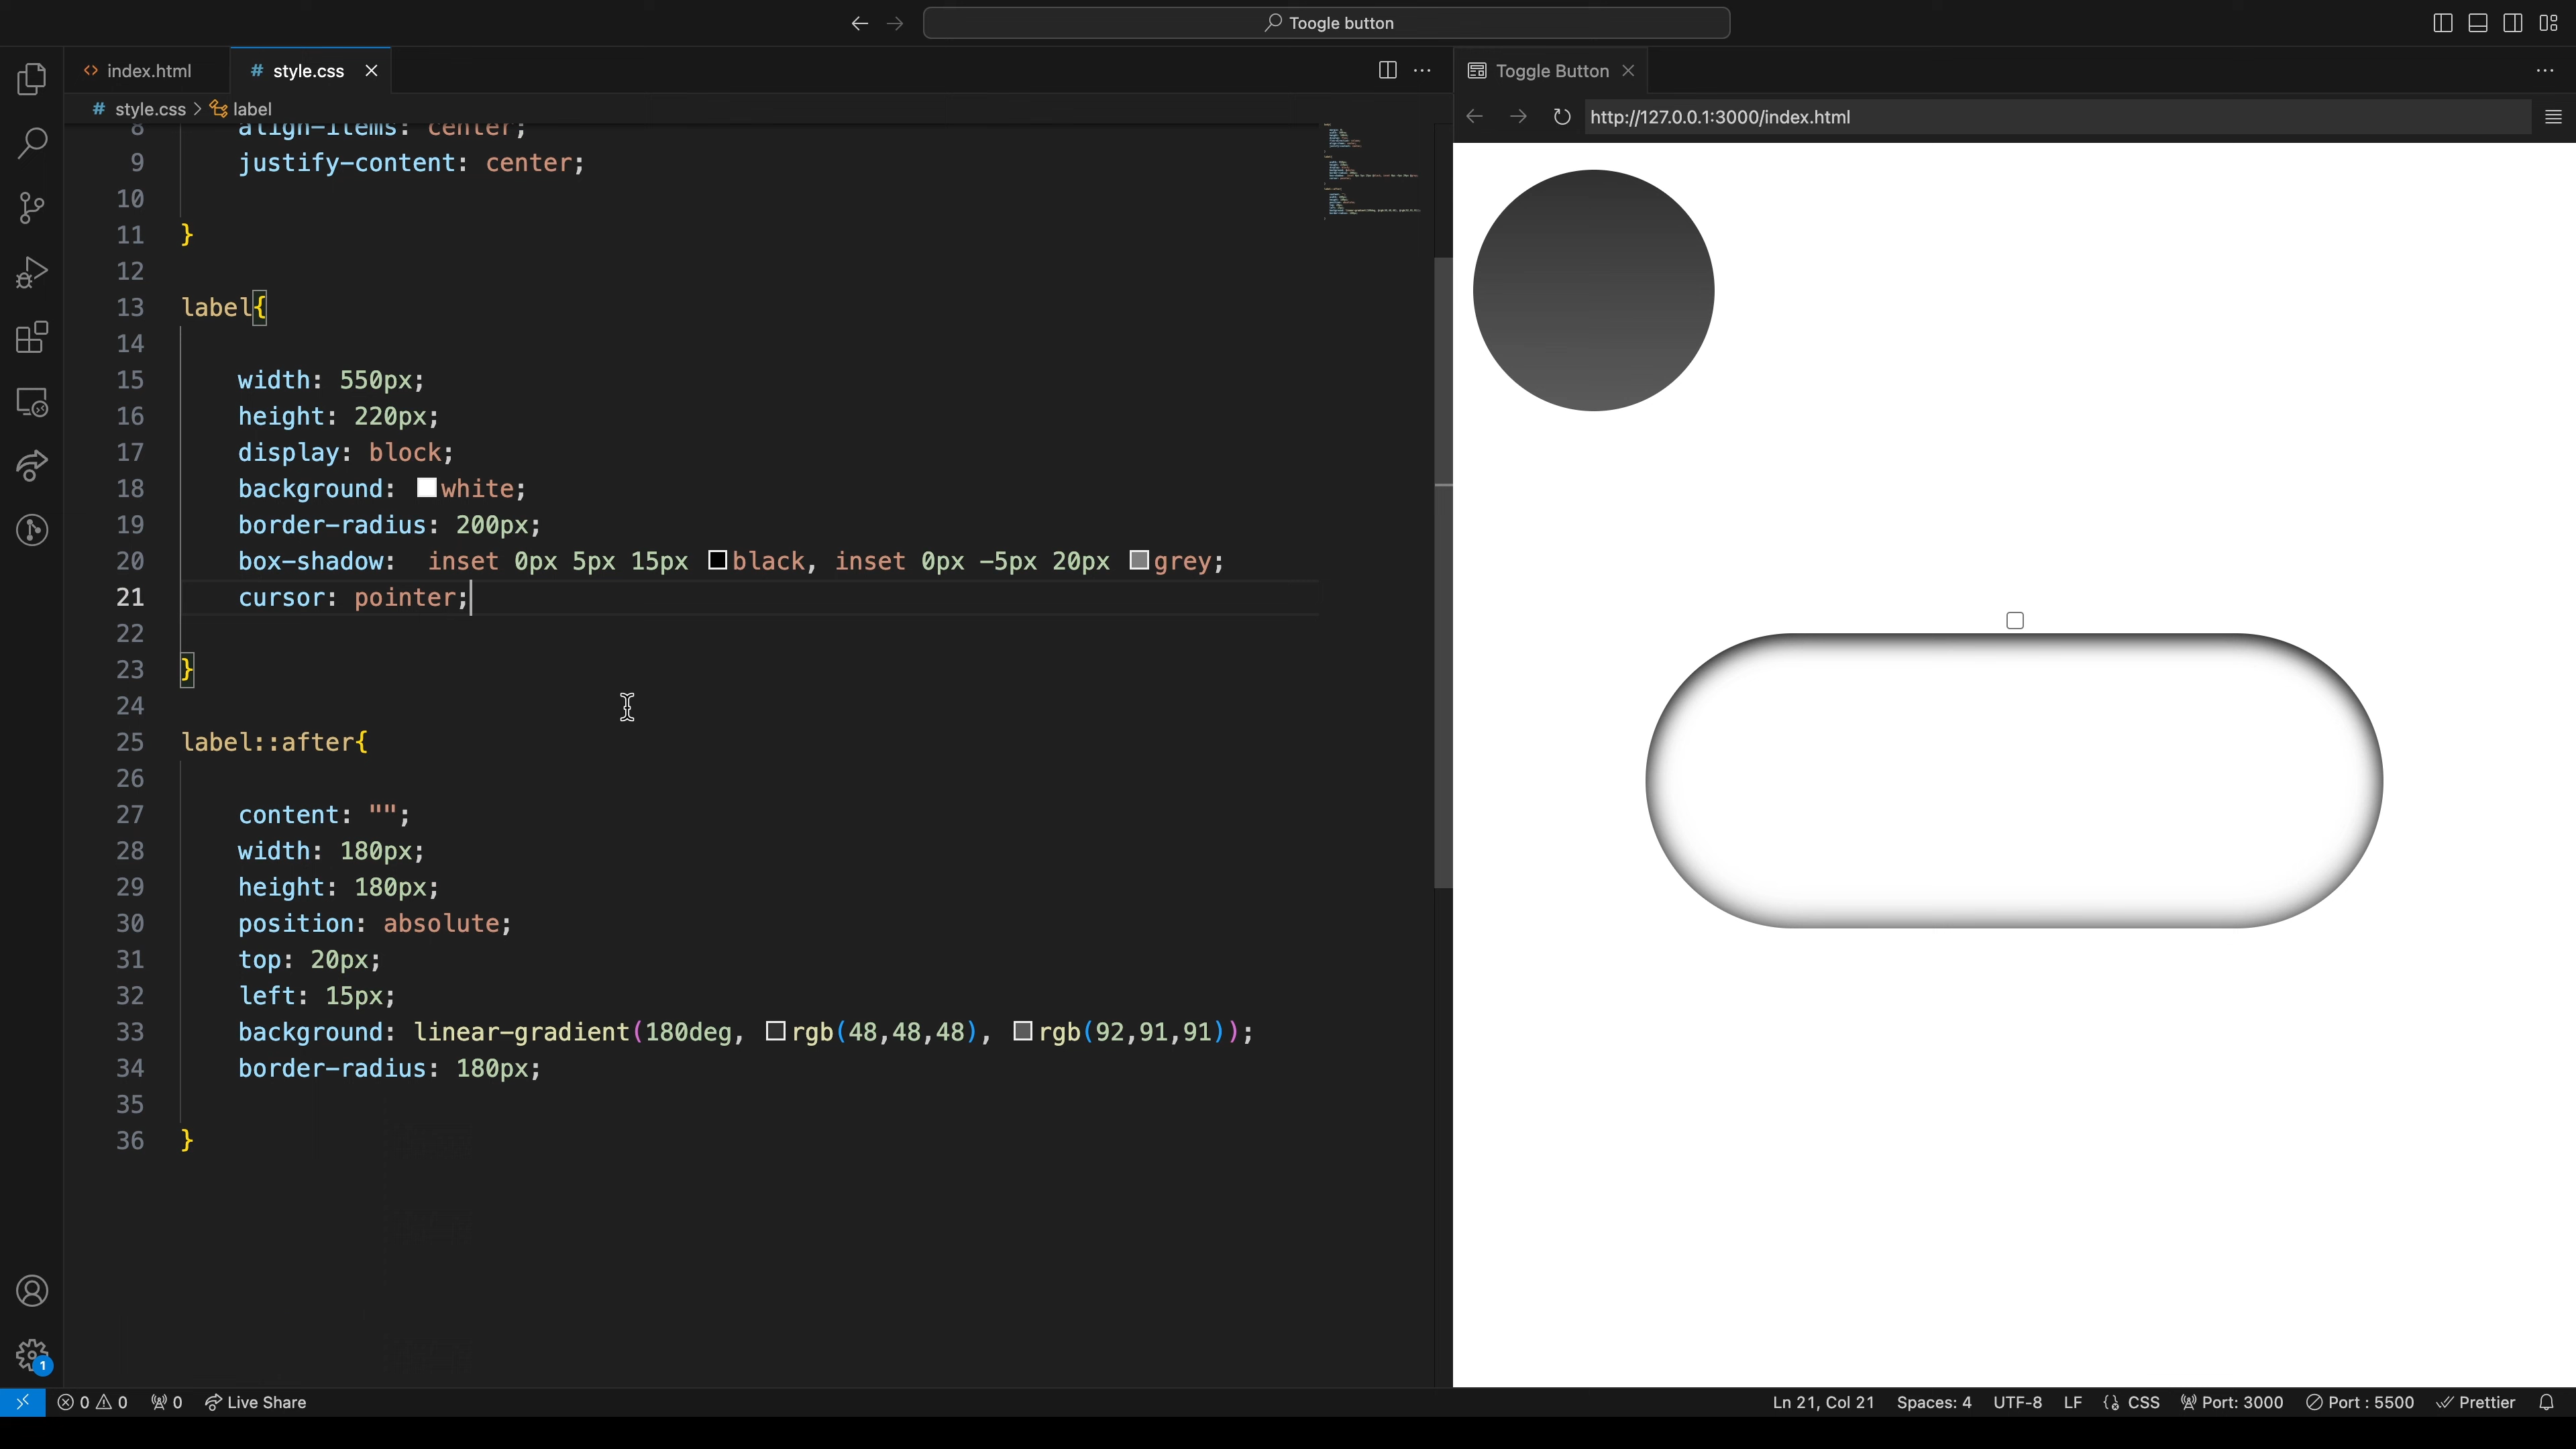 Toogle button
index.html
# style.css
Toggle Button
# style.css > label
http://127.0.0.1:3000/index.html
8 align-items: center;
9 justify-content: center;
10
11 }
12
13 label{
14
15 width: 550px;
16 height: 220px;
17 display: block;
18 background: white;
19 border-radius: 200px;
20 box-shadow:  inset 0px 5px 15px black, inset 0px -5px 20px grey;
21 cursor: pointer;
22
23 }
24
25 label::after{
26
27 content: "";
28 width: 180px;
29 height: 180px;
30 position: absolute;
31 top: 20px;
32 left: 15px;
33 background: linear-gradient(180deg, rgb(48,48,48), rgb(92,91,91));
34 border-radius: 180px;
35
36 }
1
0 0 0 Live Share
Ln 21, Col 21 Spaces: 4 UTF-8 LF CSS Port: 3000 Port : 5500 Prettier